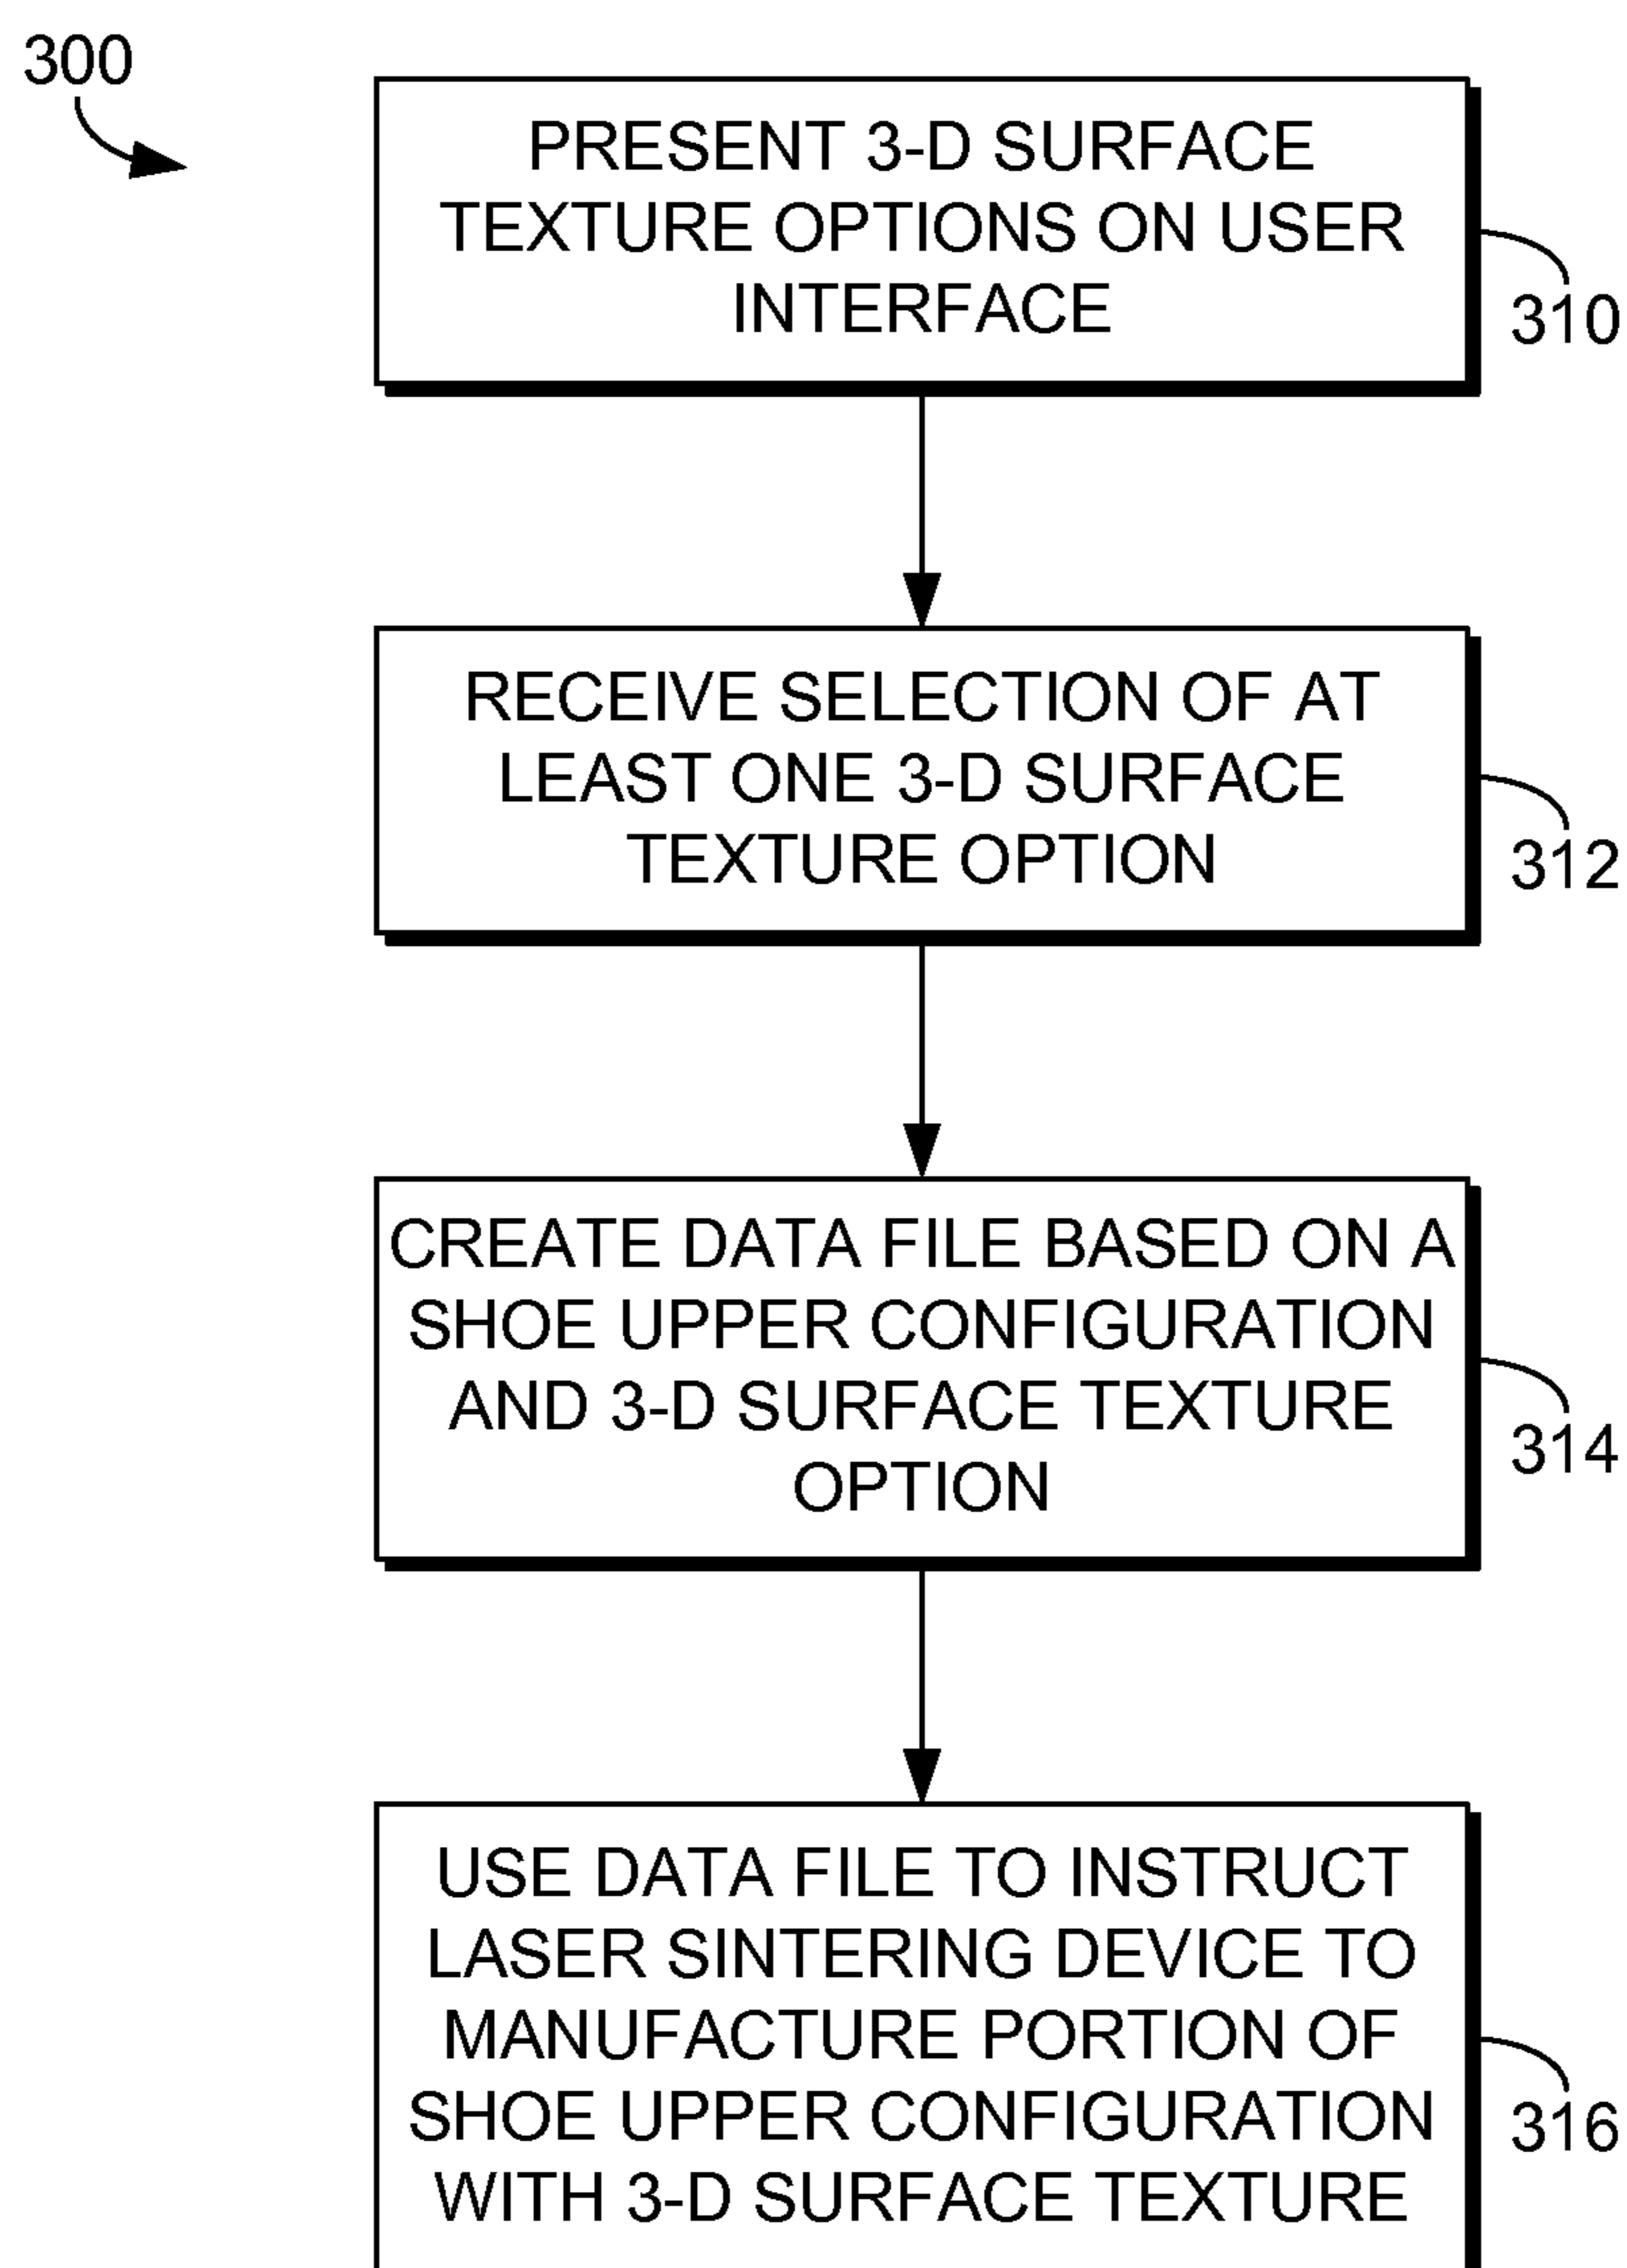 300
PRESENT 3-D SURFACE
TEXTURE OPTIONS ON USER
INTERFACE
310
RECEIVE SELECTION OF AT
LEAST ONE 3-D SURFACE
TEXTURE OPTION
312
CREATE DATA FILE BASED ON A
SHOE UPPER CONFIGURATION
AND 3-D SURFACE TEXTURE
OPTION
314
USE DATA FILE TO INSTRUCT
LASER SINTERING DEVICE TO
MANUFACTURE PORTION OF
SHOE UPPER CONFIGURATION
WITH 3-D SURFACE TEXTURE
316